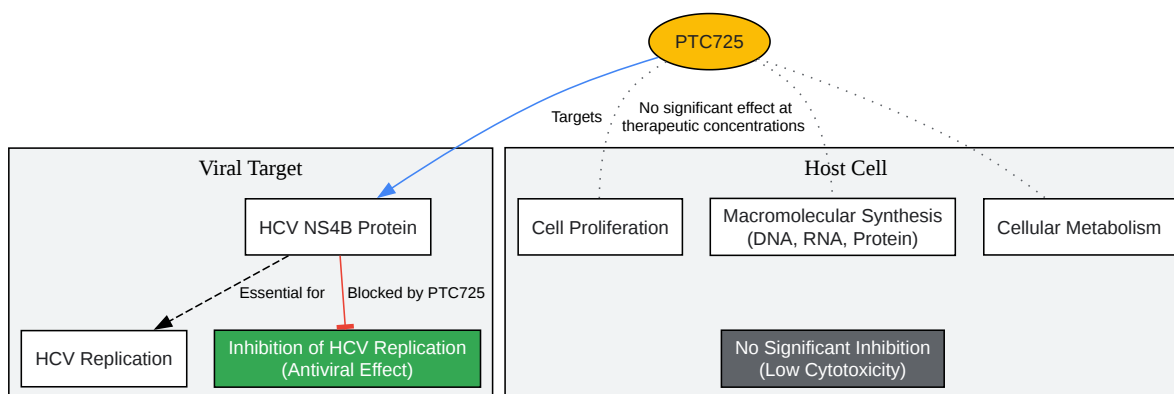 PTC725
Targets
No significant effect at
therapeutic concentrations
Viral Target
Host Cell
HCV NS4B Protein
Cell Proliferation
Macromolecular Synthesis
(DNA, RNA, Protein)
Cellular Metabolism
Essential for
Blocked by PTC725
HCV Replication
Inhibition of HCV Replication
(Antiviral Effect)
No Significant Inhibition
(Low Cytotoxicity)